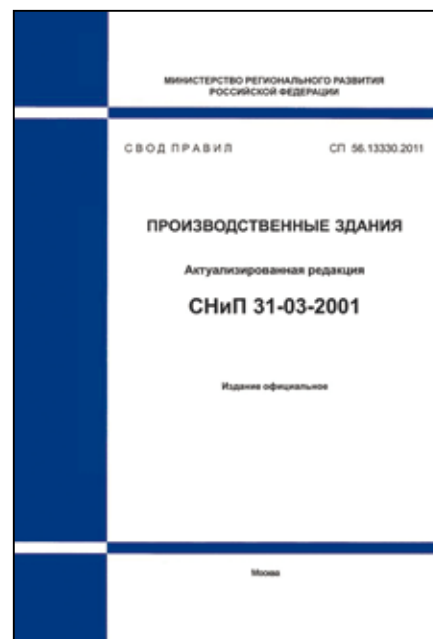 МИНИСТЕРСТВО РЕГИОНАЛЬНОГО РАЗВИТИЯ
РОССИЙСКОЙ ФЕДЕРАЦИИ
СВОД ПРАВИЛ СП 56.13330.2011
ПРОИЗВОДСТВЕННЫЕ ЗДАНИЯ
Актуализированная редакция
СНиП 31-03-2001
Издание официальное
Москва